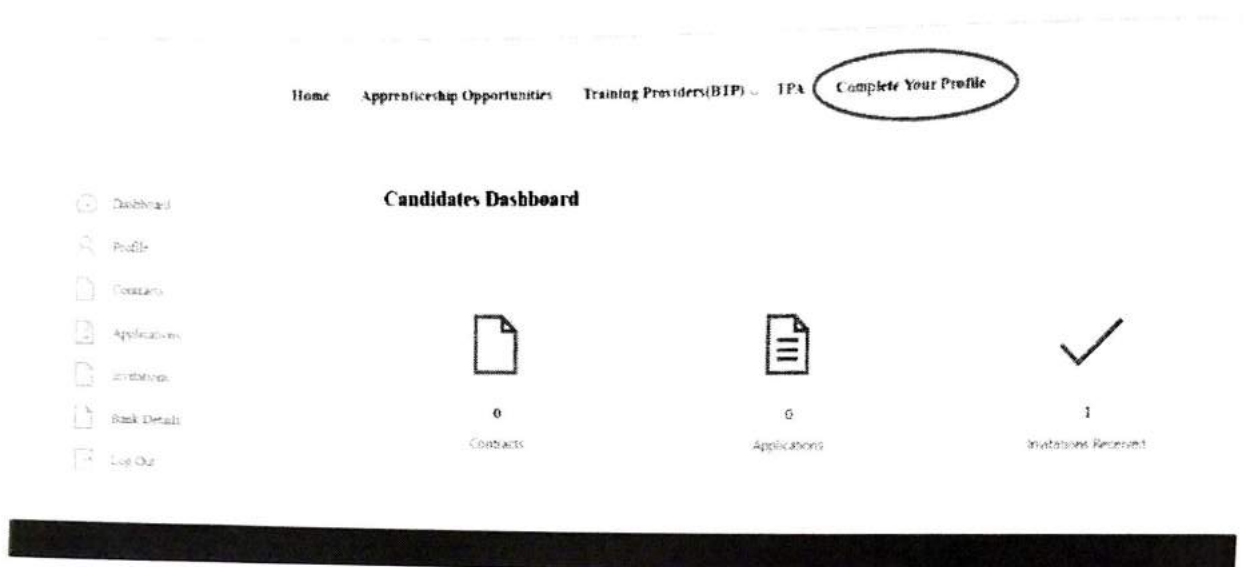 Home Apprenticeship Opportunities Training Providers(BTP) TPA Complete Your Profile
Candidates Dashboard
Dashboard
Profile
Contracts
Applications
Invitations
Bank Details
Log Out
0
Contracts
0
Applications
1
Invitations Received